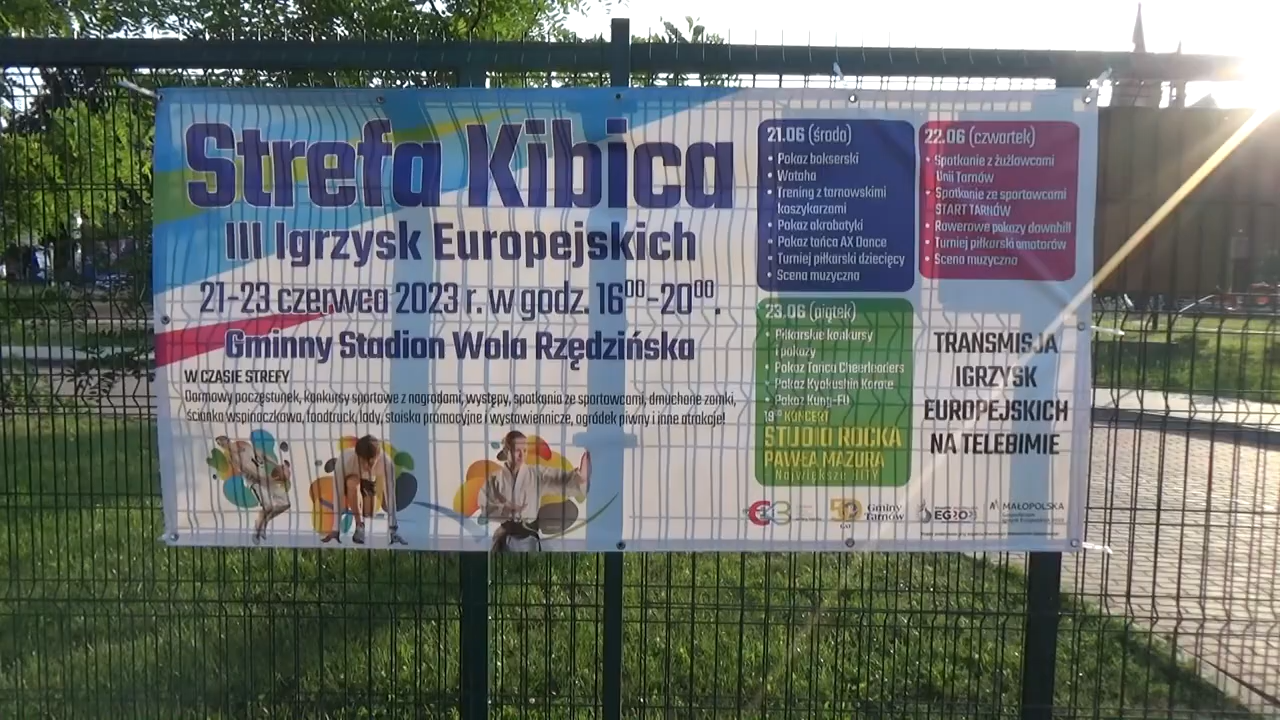 Strefa Kibica
III Igrzysk Europejskich
21-23 czerwca 2023 r. w godz. 16⁰⁰-20⁰⁰.
Gminny Stadion Wola Rzędzińska
W CZASIE STREFY
Darmowy poczęstunek, konkursy sportowe z nagrodami, występy, spotkania ze sportowcami, dmuchane zamki,
ścianka wspinaczkowa, foodtruck, lody, stoiska promocyjne i wystawiennicze, ogródek piwny i inne atrakcje!
21.06 (środa)
• Pokaz bokserski
• Wataha
• Trening z tarnowskimi
koszykarzami
• Pokaz akrobatyki
• Pokaz tańca AX Dance
• Turniej piłkarski dziecięcy
• Scena muzyczna
22.06 (czwartek)
• Spotkanie z żużlowcami
Unii Tarnów
• Spotkanie ze sportowcami
START TARNÓW
• Rowerowe pokazy downhill
• Turniej piłkarski amatorów
• Scena muzyczna
23.06 (piątek)
• Piłkarskie konkursy
i pokazy
• Pokaz Tańca Cheerleaders
• Pokaz Kyokushin Karate
• Pokaz Kung-FU
KONCERT
STUDIO ROCKA
PAWŁA MAZURA
Największe HITY
TRANSMISJA
IGRZYSK
EUROPEJSKICH
NA TELEBIMIE
50 LAT
Gminy
Tarnów
MAŁOPOLSKA